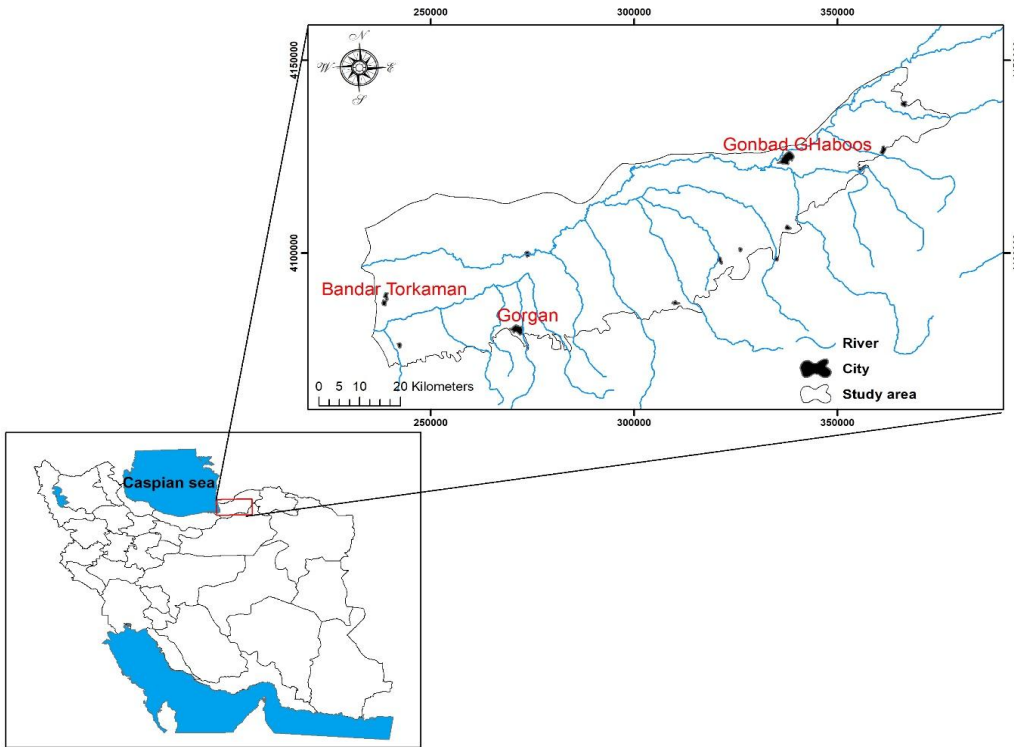 250000 300000 350000
4150000
N
W E
S
Gonbad GHaboos
4100000
Bandar Torkaman
Gorgan
River
City
Study area
0 5 10 20 Kilometers
250000 300000 350000
Caspian sea